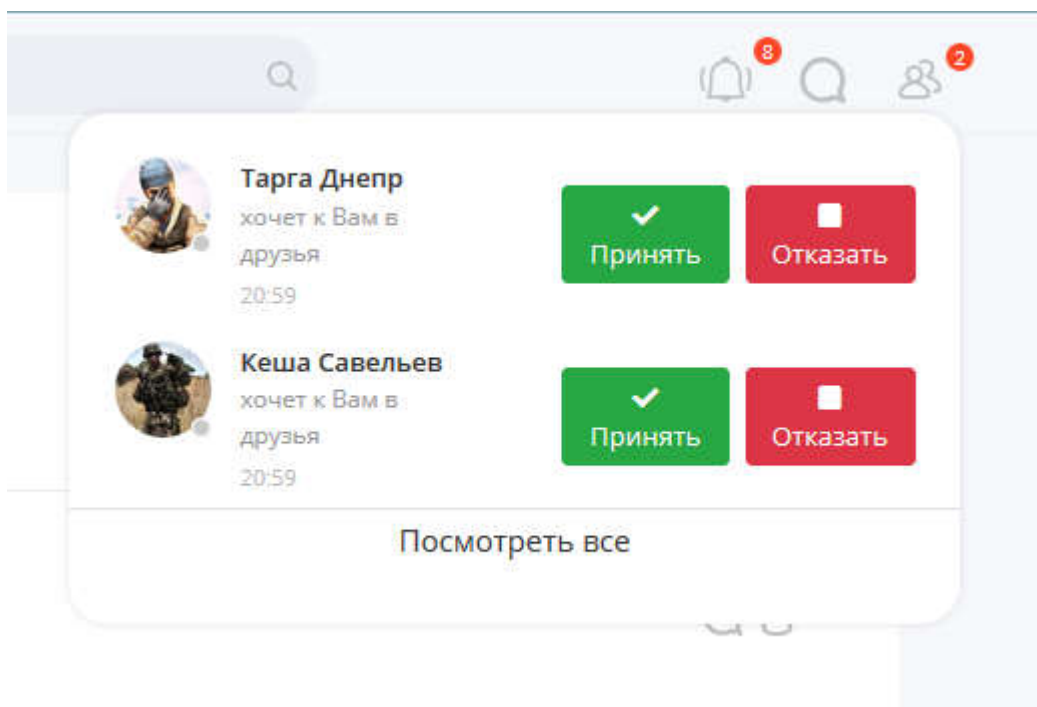 8
2
Тарга Днепр
хочет к Вам в
друзья
20:59
Принять
Отказать
Кеша Савельев
хочет к Вам в
друзья
20:59
Принять
Отказать
Посмотреть все